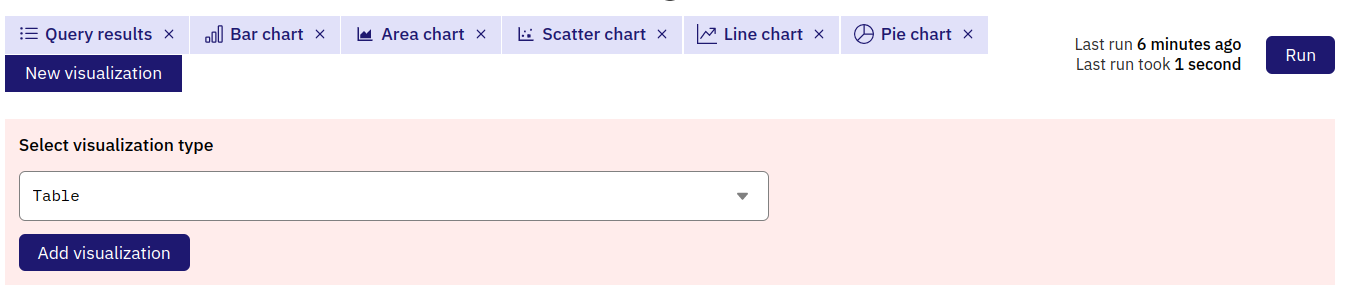 Query results × Bar chart × Area chart × Scatter chart × Line chart × Pie chart ×
New visualization
Last run 6 minutes ago
Last run took 1 second
Run
Select visualization type
Table
Add visualization